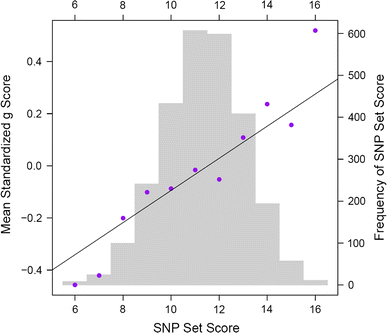 6 8 10 12 14 16
0.4
0.2
0.0
−0.2
−0.4
Mean Standardized g Score
600
500
400
300
200
100
0
Frequency of SNP Set Score
6 8 10 12 14 16
SNP Set Score